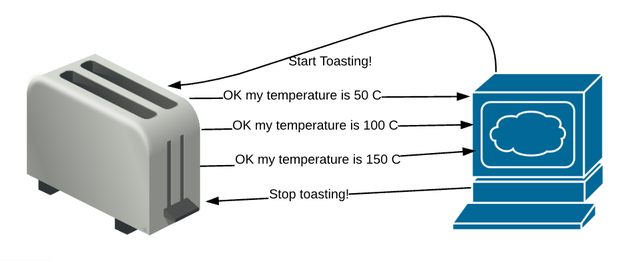 Start Toasting!
OK my temperature is 50 C
OK my temperature is 100 C
OK my temperature is 150 C
Stop toasting!